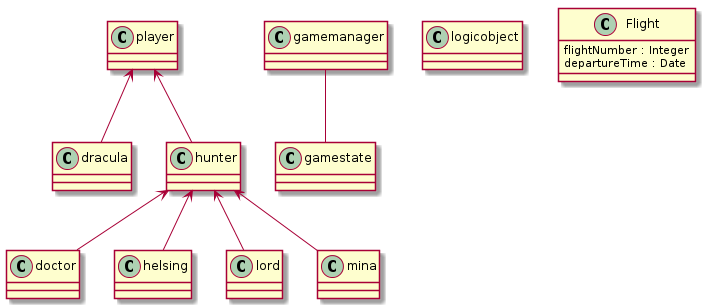 C player
C gamemanager
C logicobject
C Flight
flightNumber : Integer
departureTime : Date
C dracula
C hunter
C gamestate
C doctor
C helsing
C lord
C mina